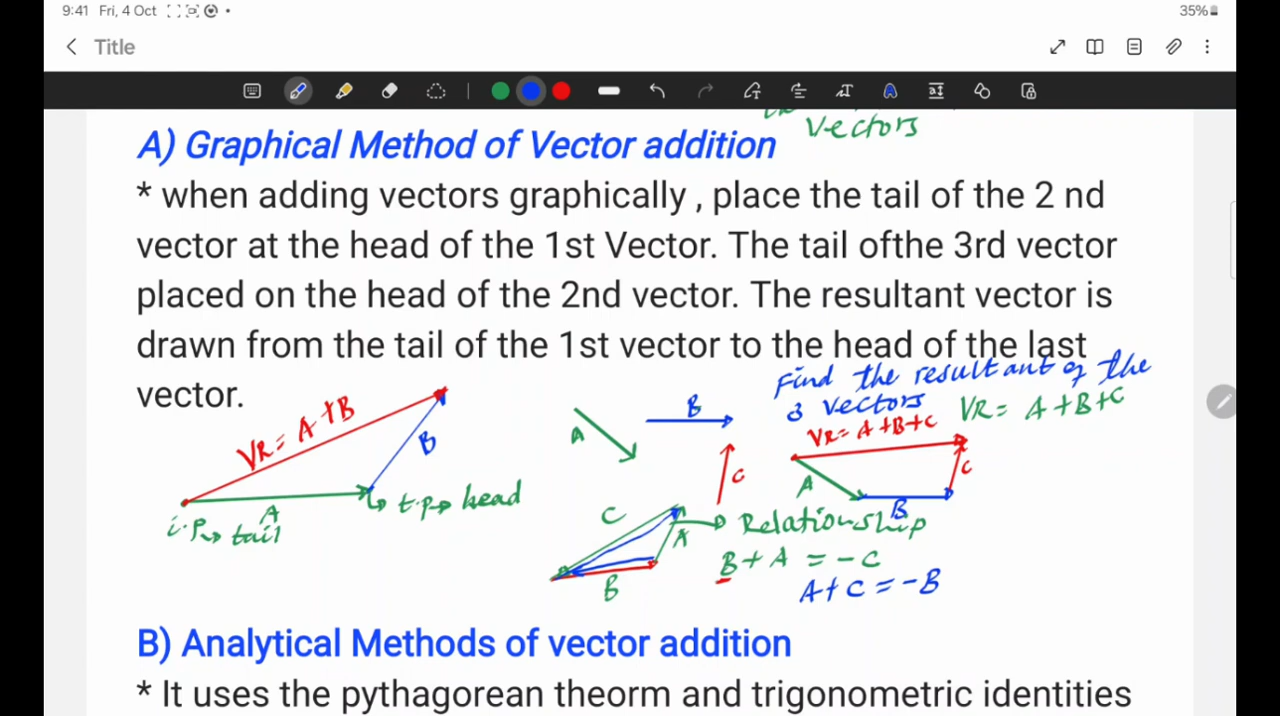 9:41 Fri, 4 Oct
35%
Title
Vectors
A) Graphical Method of Vector addition
* when adding vectors graphically , place the tail of the 2 nd
vector at the head of the 1st Vector. The tail ofthe 3rd vector
placed on the head of the 2nd vector. The resultant vector is
drawn from the tail of the 1st vector to the head of the last
vector.
VR = A + B
B
A
i.p→ tail
t.p→ head
A
B
C
Find the resultant of the
3 vectors VR = A + B + C
VR = A + B + C
A
B
C
C
A
B
Relationship
B + A = -C
A + C = -B
B) Analytical Methods of vector addition
* It uses the pythagorean theorm and trigonometric identities